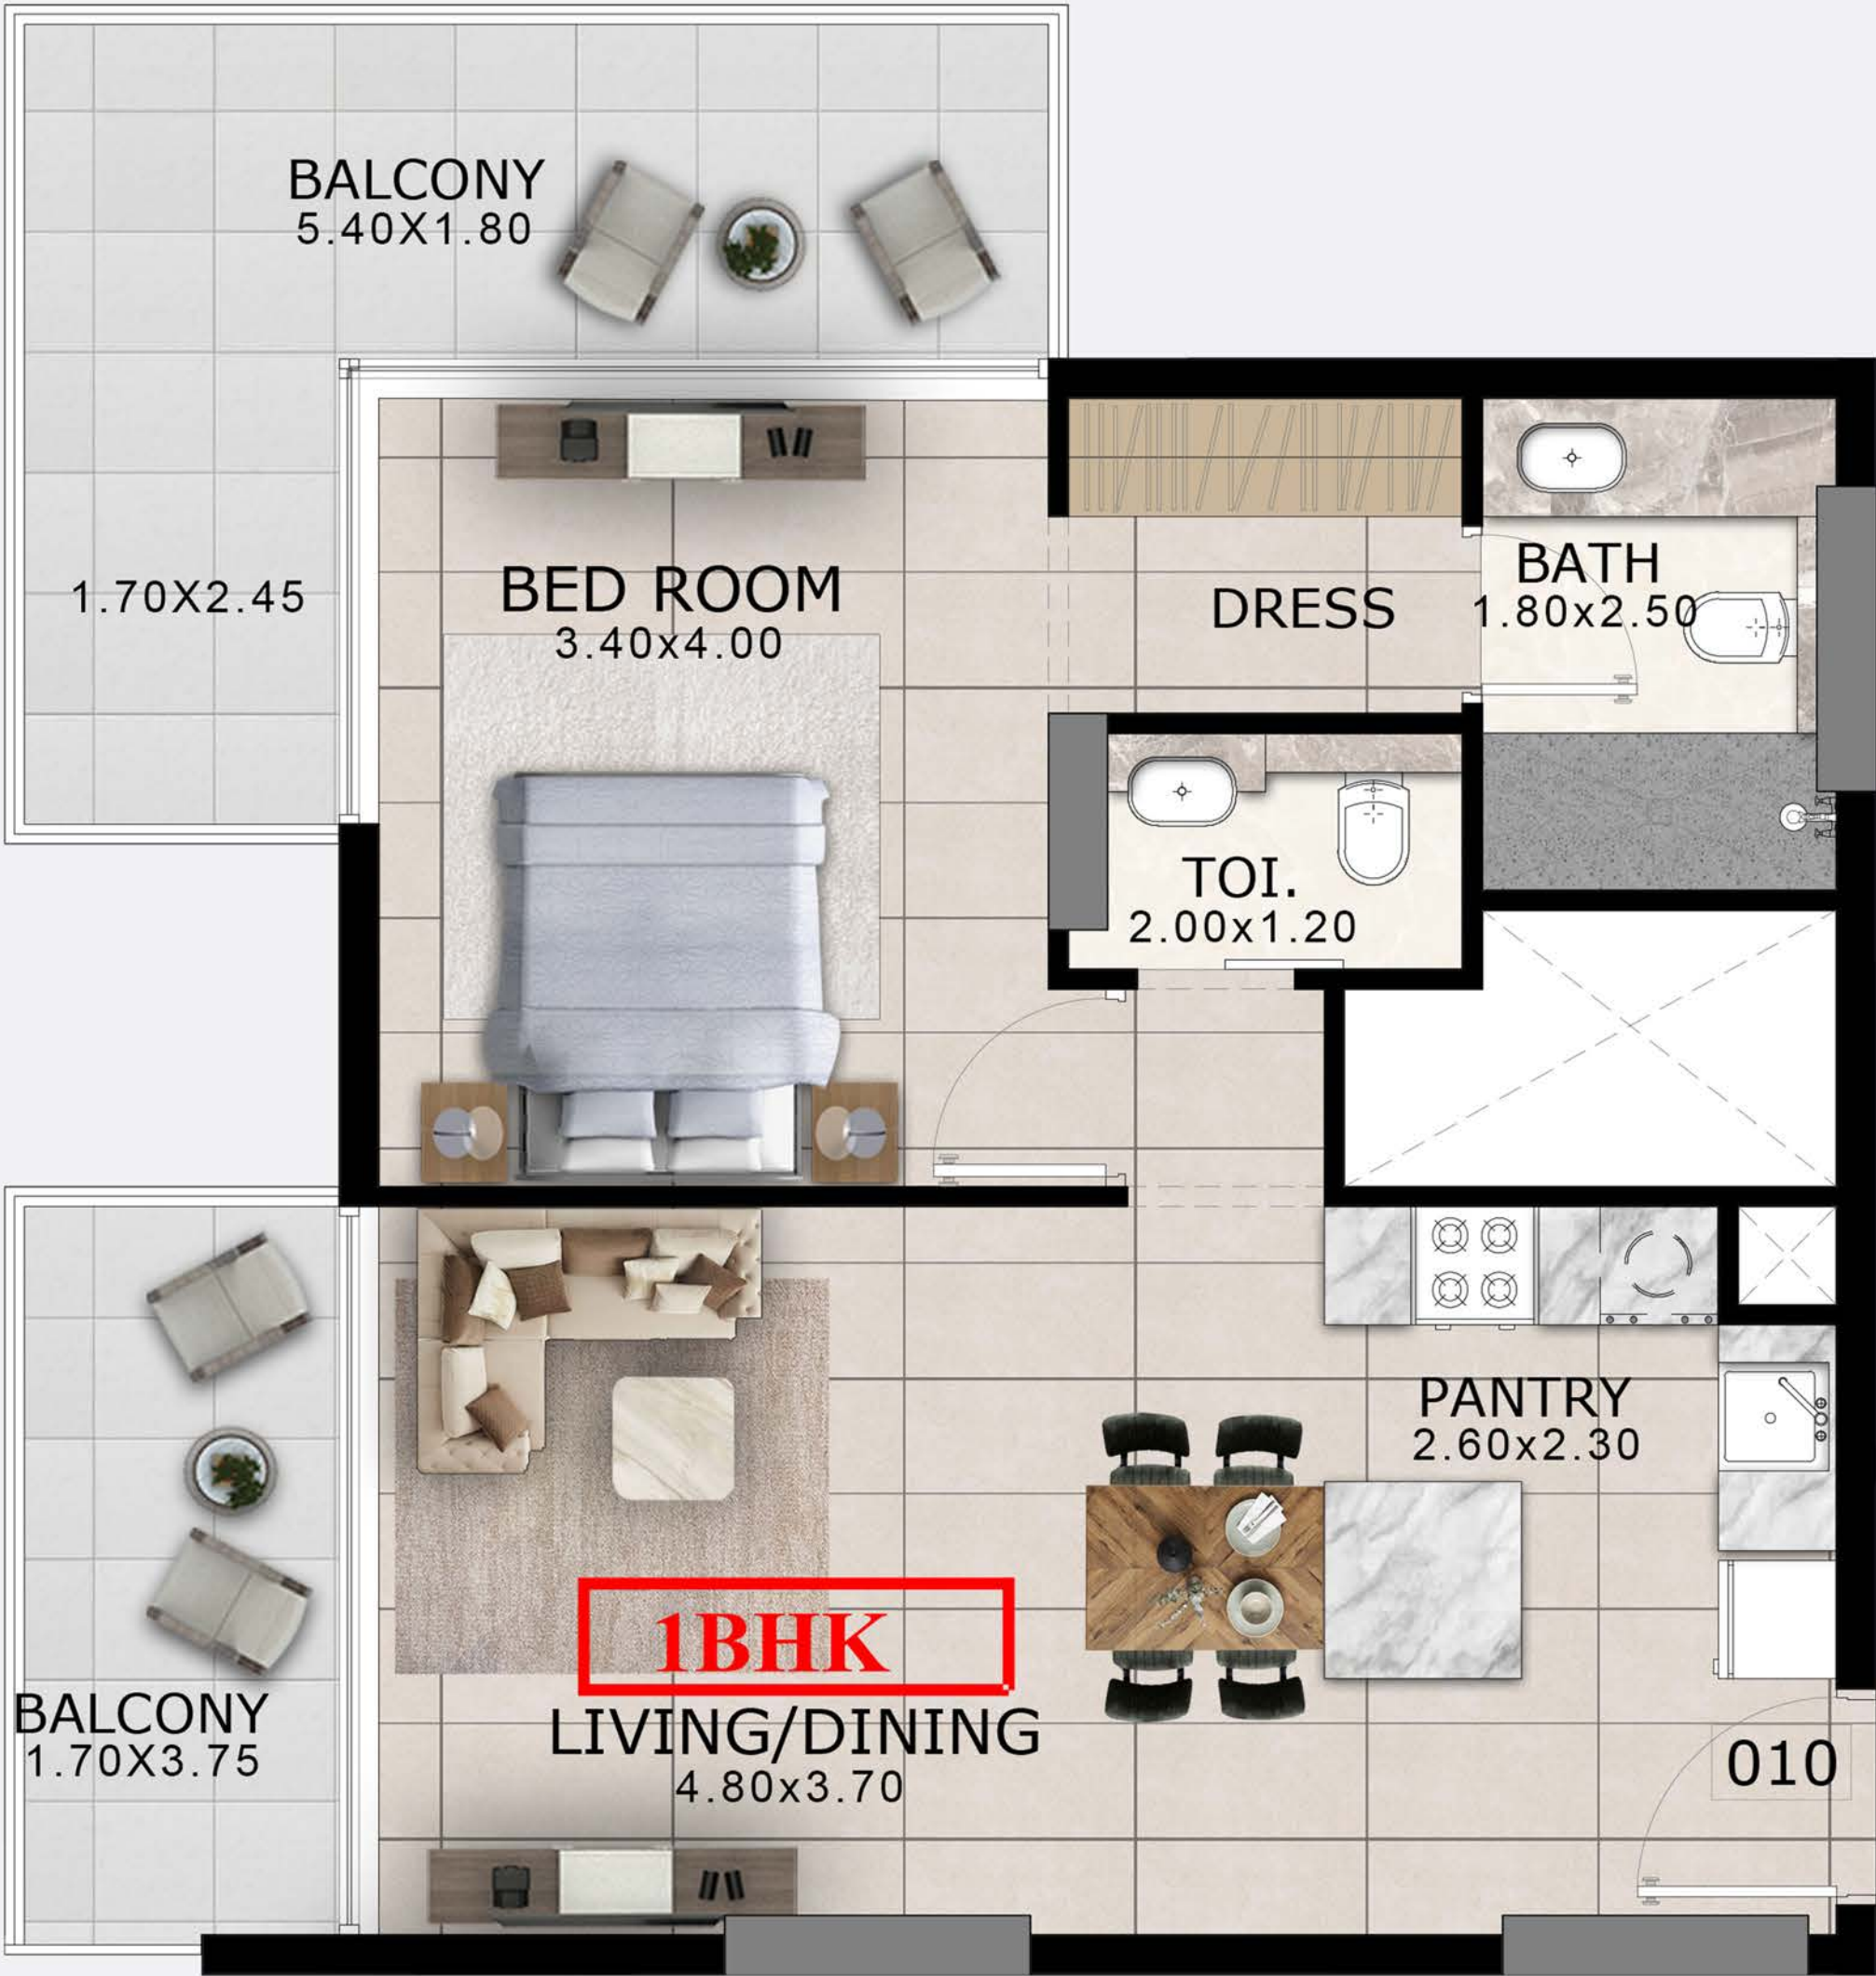 BALCONY
5.40X1.80
1.70X2.45
BED ROOM
3.40x4.00
DRESS
BATH
1.80x2.50
TOI.
2.00x1.20
PANTRY
2.60x2.30
1BHK
LIVING/DINING
4.80x3.70
BALCONY
1.70X3.75
010